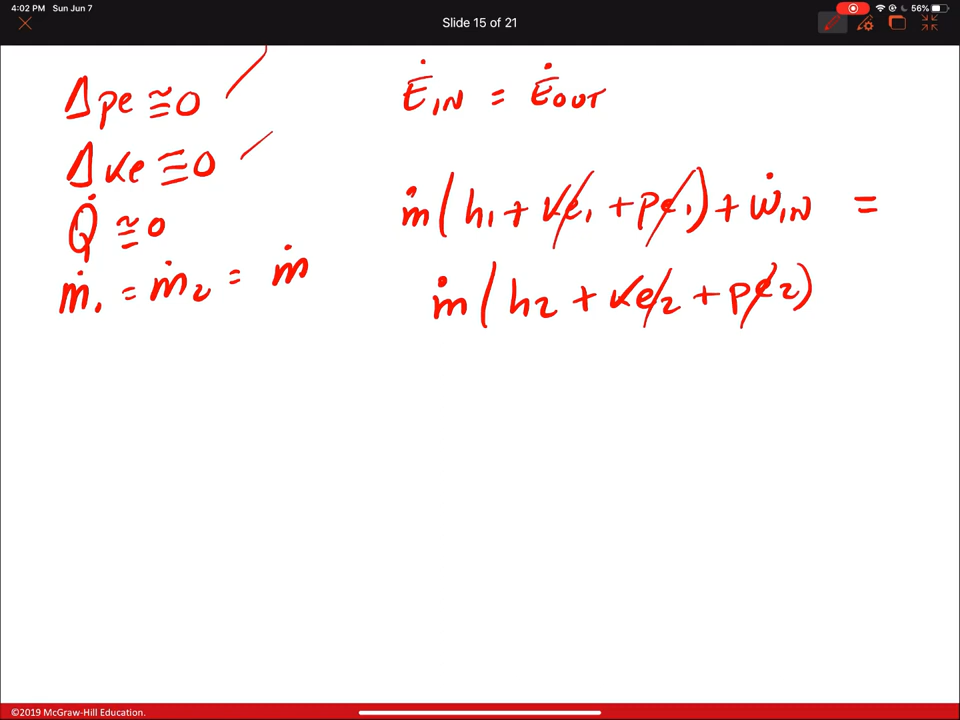 4:02 PM Sun Jun 7
56%
Slide 15 of 21
Δpe ≅ 0
Δke ≅ 0
Q̇ ≅ 0
ṁ₁ = ṁ₂ = ṁ
Ė_IN = Ė_OUT
ṁ(h₁ + ke₁ + pe₁) + Ẇ_IN =
ṁ(h₂ + ke₂ + pe₂)
©2019 McGraw-Hill Education.